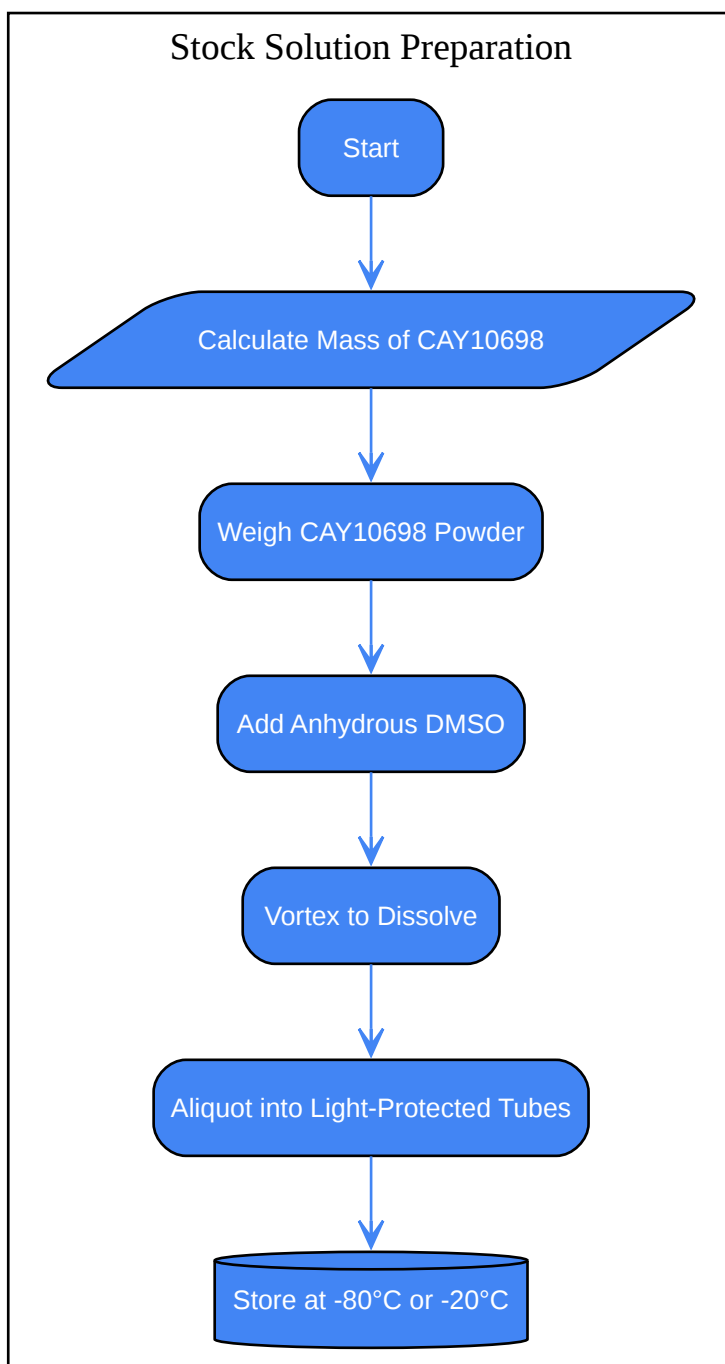 Stock Solution Preparation
Start
Calculate Mass of CAY10698
Weigh CAY10698 Powder
Add Anhydrous DMSO
Vortex to Dissolve
Aliquot into Light-Protected Tubes
Store at -80°C or -20°C